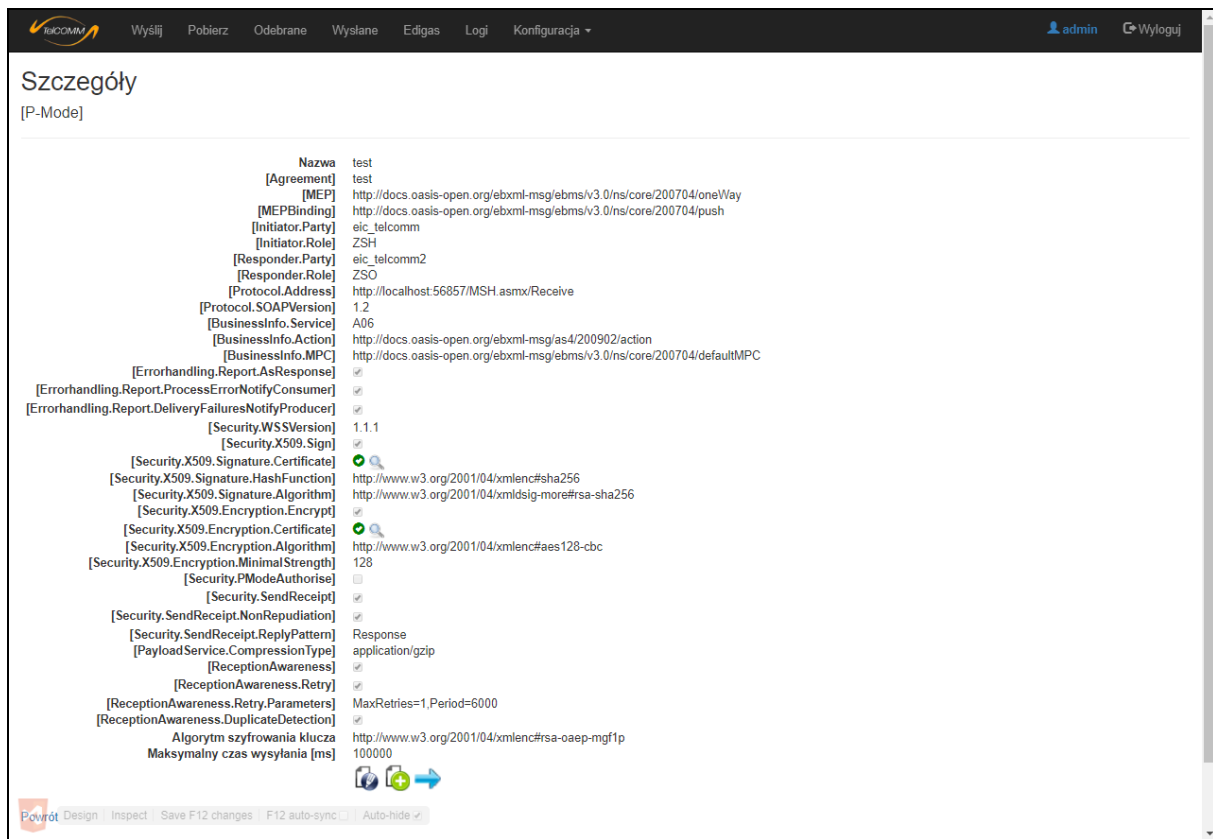 TelCOMM Wyślij Pobierz Odebrane Wysłane Edigas Logi Konfiguracja admin Wyloguj
Szczegóły
[P-Mode]
Nazwa test
[Agreement] test
[MEP] http://docs.oasis-open.org/ebxml-msg/ebms/v3.0/ns/core/200704/oneWay
[MEPBinding] http://docs.oasis-open.org/ebxml-msg/ebms/v3.0/ns/core/200704/push
[Initiator.Party] eic_telcomm
[Initiator.Role] ZSH
[Responder.Party] eic_telcomm2
[Responder.Role] ZSO
[Protocol.Address] http://localhost:56857/MSH.asmx/Receive
[Protocol.SOAPVersion] 1.2
[BusinessInfo.Service] A06
[BusinessInfo.Action] http://docs.oasis-open.org/ebxml-msg/as4/200902/action
[BusinessInfo.MPC] http://docs.oasis-open.org/ebxml-msg/ebms/v3.0/ns/core/200704/defaultMPC
[Errorhandling.Report.AsResponse]
[Errorhandling.Report.ProcessErrorNotifyConsumer]
[Errorhandling.Report.DeliveryFailuresNotifyProducer]
[Security.WSSVersion] 1.1.1
[Security.X509.Sign]
[Security.X509.Signature.Certificate]
[Security.X509.Signature.HashFunction] http://www.w3.org/2001/04/xmlenc#sha256
[Security.X509.Signature.Algorithm] http://www.w3.org/2001/04/xmldsig-more#rsa-sha256
[Security.X509.Encryption.Encrypt]
[Security.X509.Encryption.Certificate]
[Security.X509.Encryption.Algorithm] http://www.w3.org/2001/04/xmlenc#aes128-cbc
[Security.X509.Encryption.MinimalStrength] 128
[Security.PModeAuthorise]
[Security.SendReceipt]
[Security.SendReceipt.NonRepudiation]
[Security.SendReceipt.ReplyPattern] Response
[PayloadService.CompressionType] application/gzip
[ReceptionAwareness]
[ReceptionAwareness.Retry]
[ReceptionAwareness.Retry.Parameters] MaxRetries=1,Period=6000
[ReceptionAwareness.DuplicateDetection]
Algorytm szyfrowania klucza http://www.w3.org/2001/04/xmlenc#rsa-oaep-mgf1p
Maksymalny czas wysyłania [ms] 100000
Powrót Design Inspect Save F12 changes F12 auto-sync Auto-hide